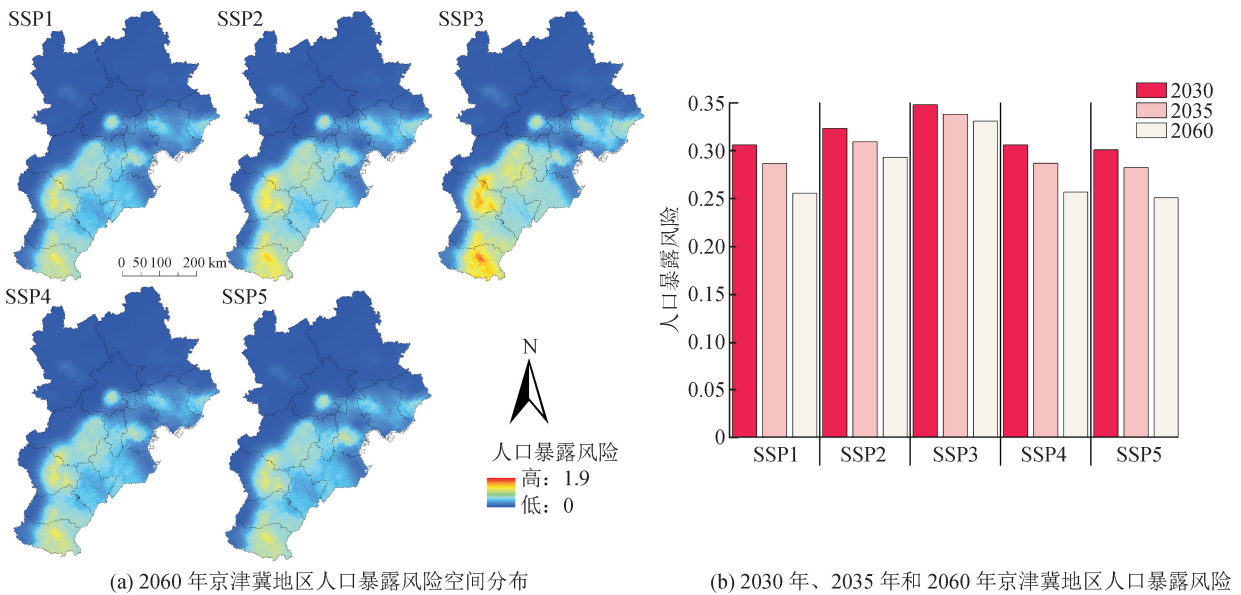 SSP1
SSP2
SSP3
0 50 100 200 km
SSP4
SSP5
N
人口暴露风险
高：1.9
低：0
(a) 2060 年京津冀地区人口暴露风险空间分布
2030
2035
2060
0.35
0.30
0.25
0.20
0.15
0.10
0.05
0
人口暴露风险
SSP1
SSP2
SSP3
SSP4
SSP5
(b) 2030 年、2035 年和 2060 年京津冀地区人口暴露风险